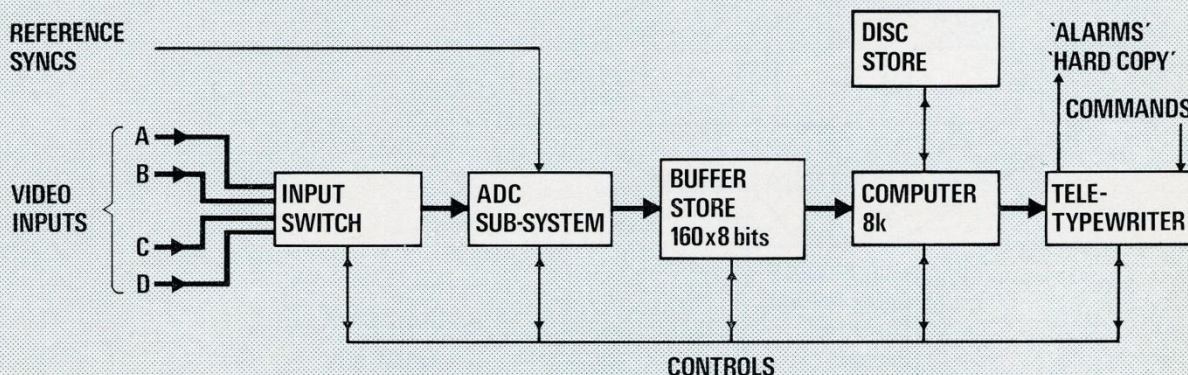 REFERENCE
SYNCS
VIDEO
INPUTS
A
B
C
D
INPUT
SWITCH
ADC
SUB-SYSTEM
BUFFER
STORE
160x8 bits
DISC
STORE
COMPUTER
8k
'ALARMS'
'HARD COPY'
COMMANDS
TELE-
TYPEWRITER
CONTROLS